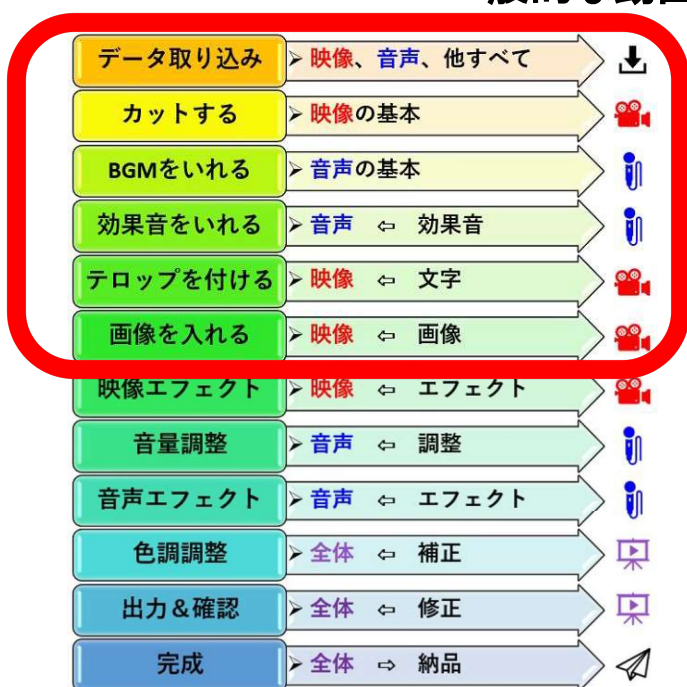 データ取り込み ➢ 映像、音声、他すべて
カットする ➢ 映像の基本
BGMをいれる ➢ 音声の基本
効果音をいれる ➢ 音声 ⇦ 効果音
テロップを付ける ➢ 映像 ⇦ 文字
画像を入れる ➢ 映像 ⇦ 画像
映像エフェクト ➢ 映像 ⇦ エフェクト
音量調整 ➢ 音声 ⇦ 調整
音声エフェクト ➢ 音声 ⇦ エフェクト
色調調整 ➢ 全体 ⇦ 補正
出力&確認 ➢ 全体 ⇦ 修正
完成 ➢ 全体 ⇨ 納品